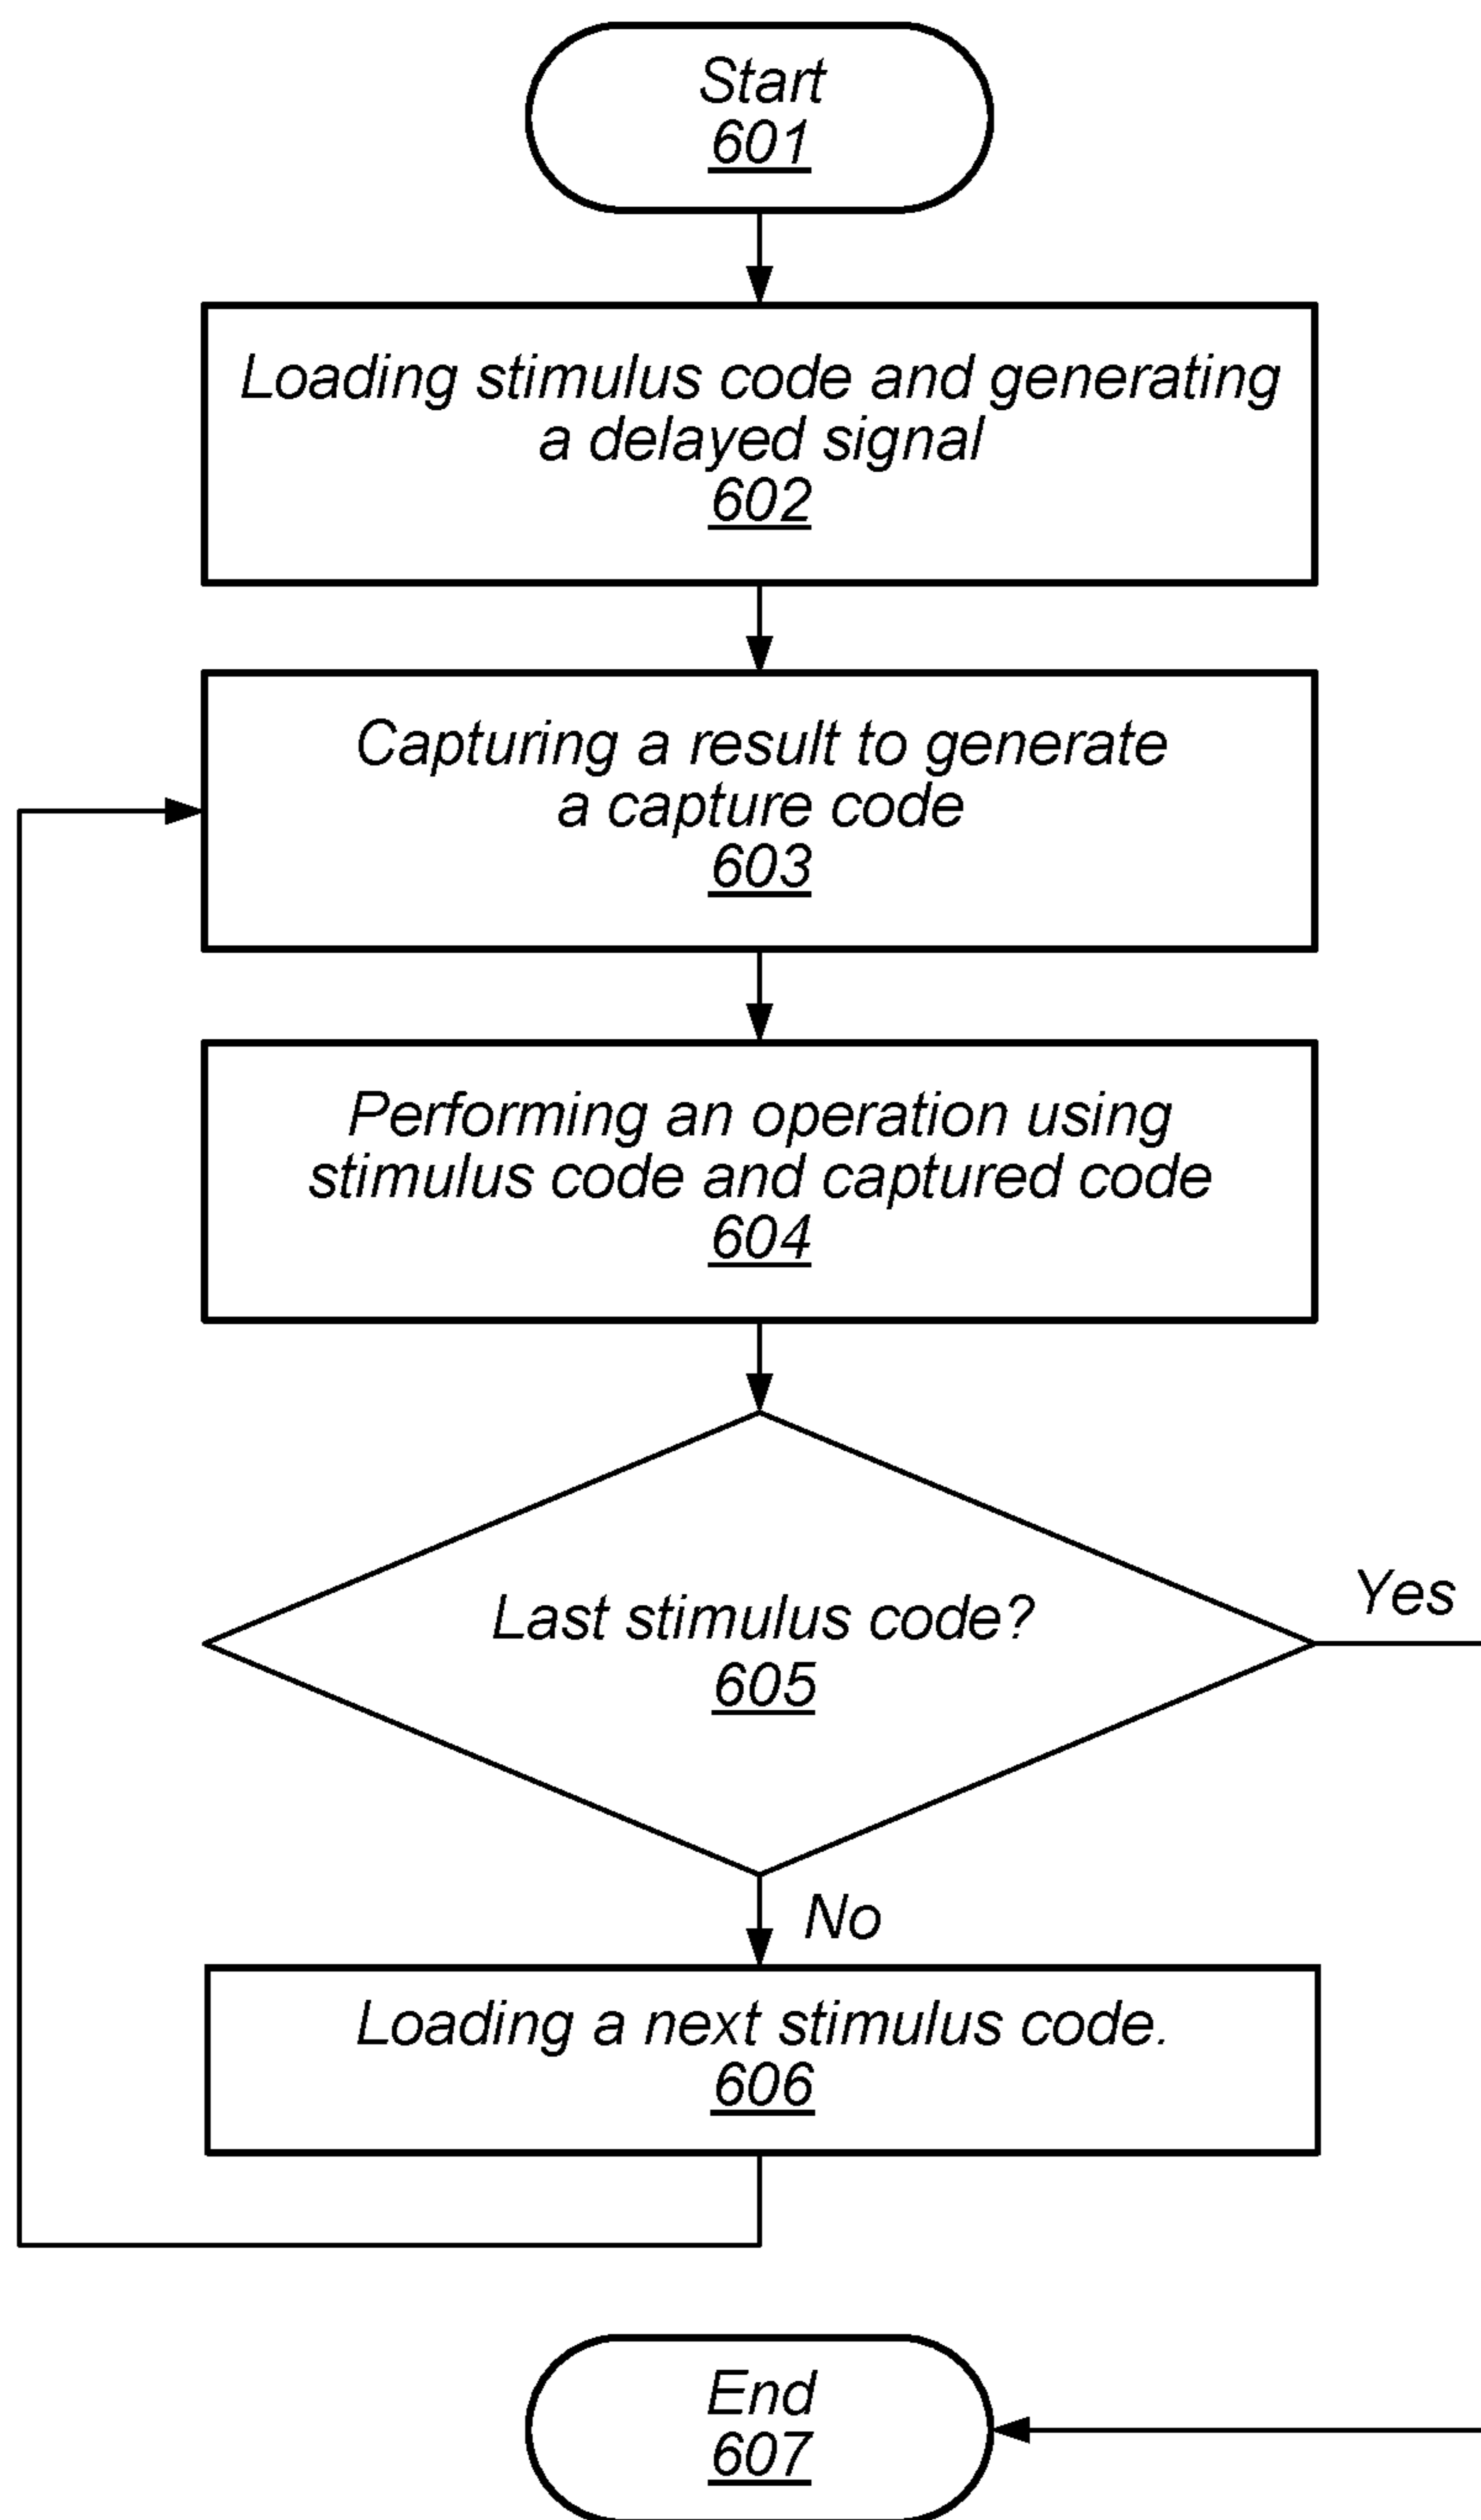 Start
601
Loading stimulus code and generating
a delayed signal
602
Capturing a result to generate
a capture code
603
Performing an operation using
stimulus code and captured code
604
Last stimulus code?
605
Yes
No
Loading a next stimulus code.
606
End
607